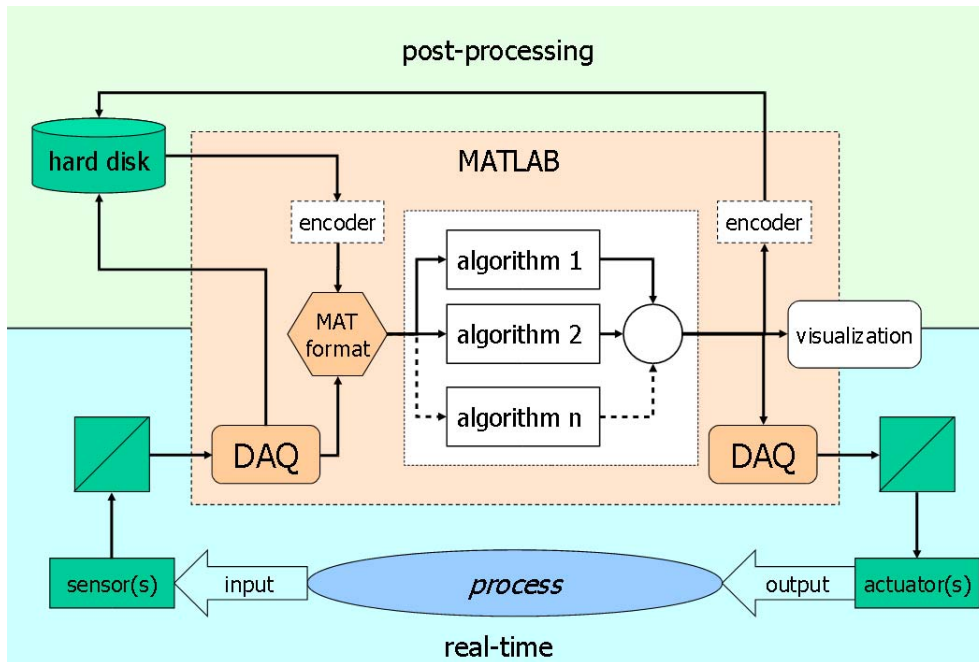 post-processing
hard disk
MATLAB
encoder
encoder
algorithm 1
MAT
format
algorithm 2
visualization
algorithm n
DAQ
DAQ
sensor(s)
input
process
output
actuator(s)
real-time